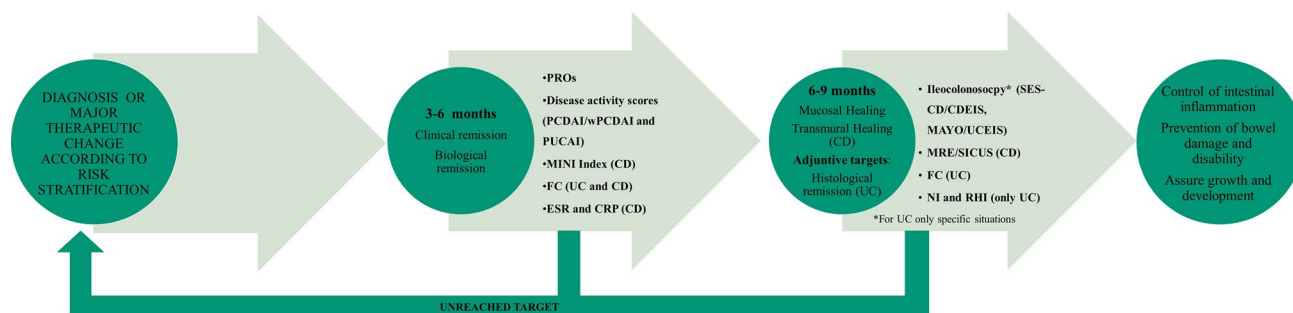 DIAGNOSIS OR
MAJOR
THERAPEUTIC
CHANGE
ACCORDING TO
RISK
STRATIFICATION
3-6 months
Clinical remission
Biological
remission
•PROs
•Disease activity scores
(PCDAI/wPCDAI and
PUCAI)
•MINI Index (CD)
•FC (UC and CD)
•ESR and CRP (CD)
6-9 months
Mucosal Healing
Transmural Healing
(CD)
Adjuntive targets:
Histological
remission (UC)
• Ileocolonosocpy* (SES-
CD/CDEIS,
MAYO/UCEIS)
• MRE/SICUS (CD)
• FC (UC)
• NI and RHI (only UC)
*For UC only specific situations
Control of intestinal
inflammation
Prevention of bowel
damage and
disability
Assure growth and
development
UNREACHED TARGET